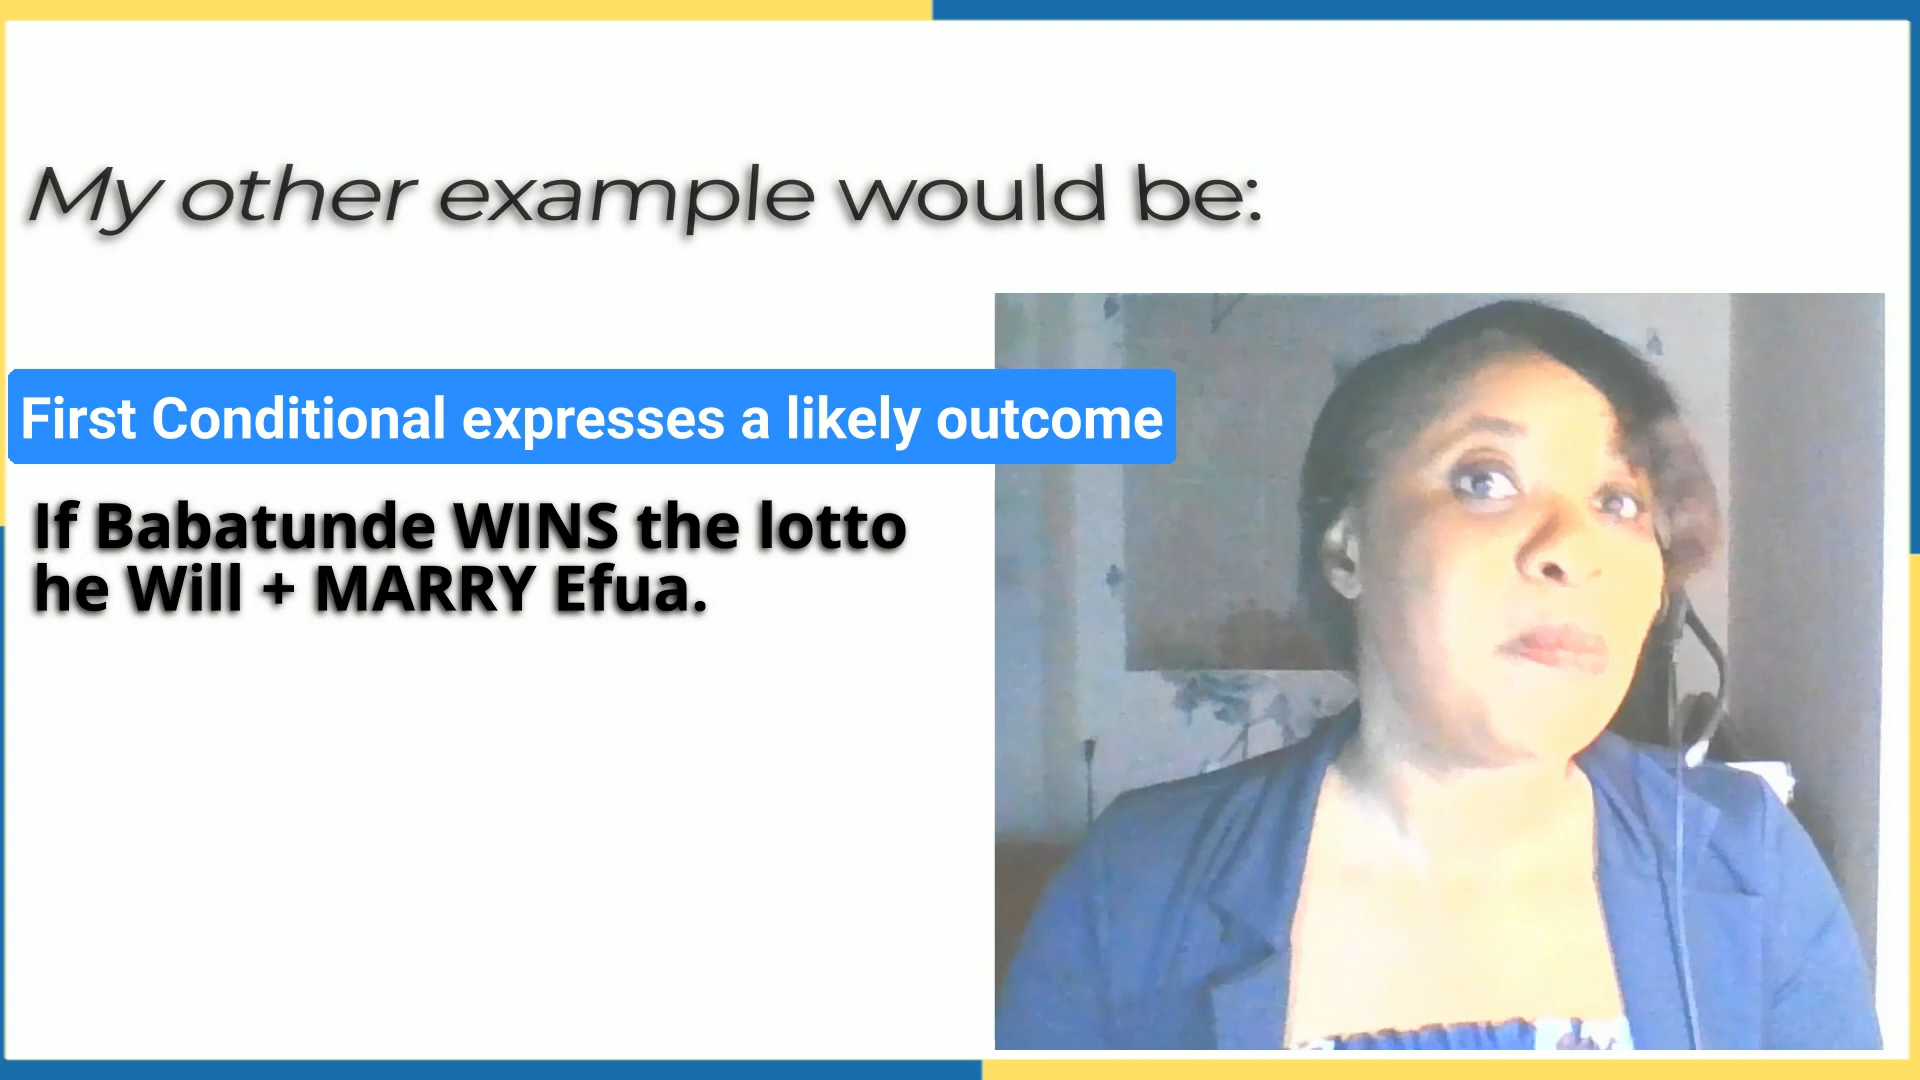 My other example would be:
First Conditional expresses a likely outcome
If Babatunde WINS the lotto
he Will + MARRY Efua.